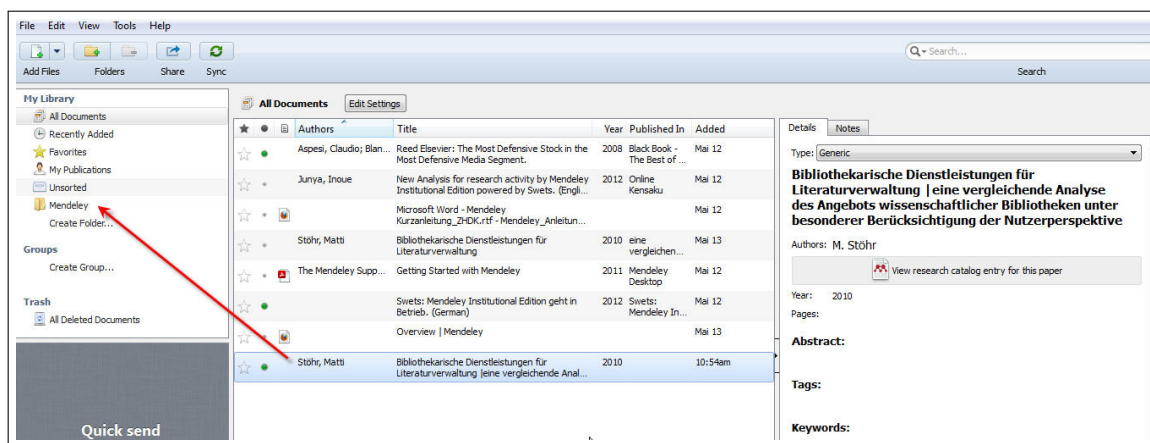 File Edit View Tools Help
Search...
Add Files Folders Share Sync Search
My Library
All Documents
Recently Added
Favorites
My Publications
Unsorted
Mendeley
Create Folder...
Groups
Create Group...
Trash
All Deleted Documents
Quick send
All Documents Edit Settings
Authors Title Year Published In Added
Aspesi, Claudio; Blan... Reed Elsevier: The Most Defensive Stock in the 2008 Black Book - Mai 12
Most Defensive Media Segment. The Best of ...
Junya, Inoue New Analysis for research activity by Mendeley 2012 Online Mai 12
Institutional Edition powered by Swets. (Engli... Kensaku
Microsoft Word - Mendeley Mai 12
Kurzanleitung_ZHDK.rtf - Mendeley_Anleitun...
Stöhr, Matti Bibliothekarische Dienstleistungen für 2010 eine Mai 13
Literaturverwaltung vergleichen...
The Mendeley Supp... Getting Started with Mendeley 2011 Mendeley Mai 12
Desktop
Swets: Mendeley Institutional Edition geht in 2012 Swets: Mai 12
Betrieb. (German) Mendeley In...
Overview | Mendeley Mai 13
Stöhr, Matti Bibliothekarische Dienstleistungen für 2010 10:54am
Literaturverwaltung |eine vergleichende Anal...
Details Notes
Type: Generic
Bibliothekarische Dienstleistungen für
Literaturverwaltung |eine vergleichende Analyse
des Angebots wissenschaftlicher Bibliotheken unter
besonderer Berücksichtigung der Nutzerperspektive
Authors: M. Stöhr
View research catalog entry for this paper
Year: 2010
Pages:
Abstract:
Tags:
Keywords: